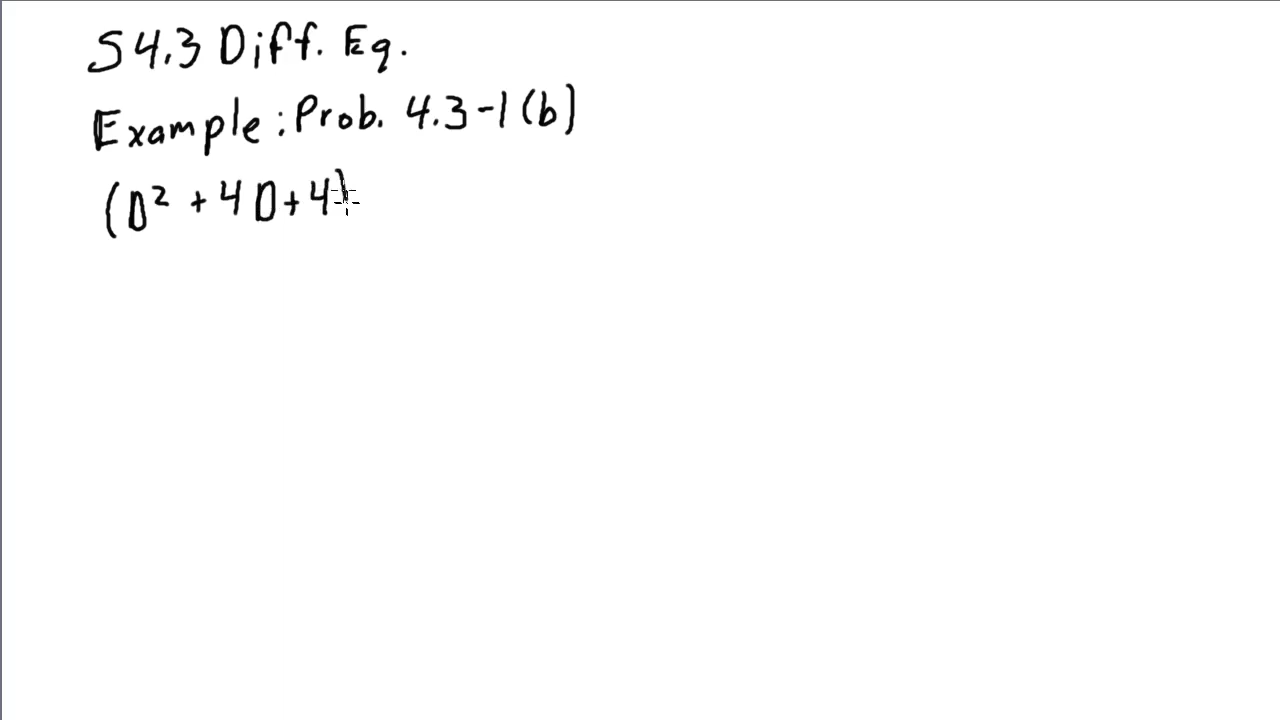 S4.3 Diff. Eq.
Example: Prob. 4.3-1 (b)
(D² + 4D + 4)